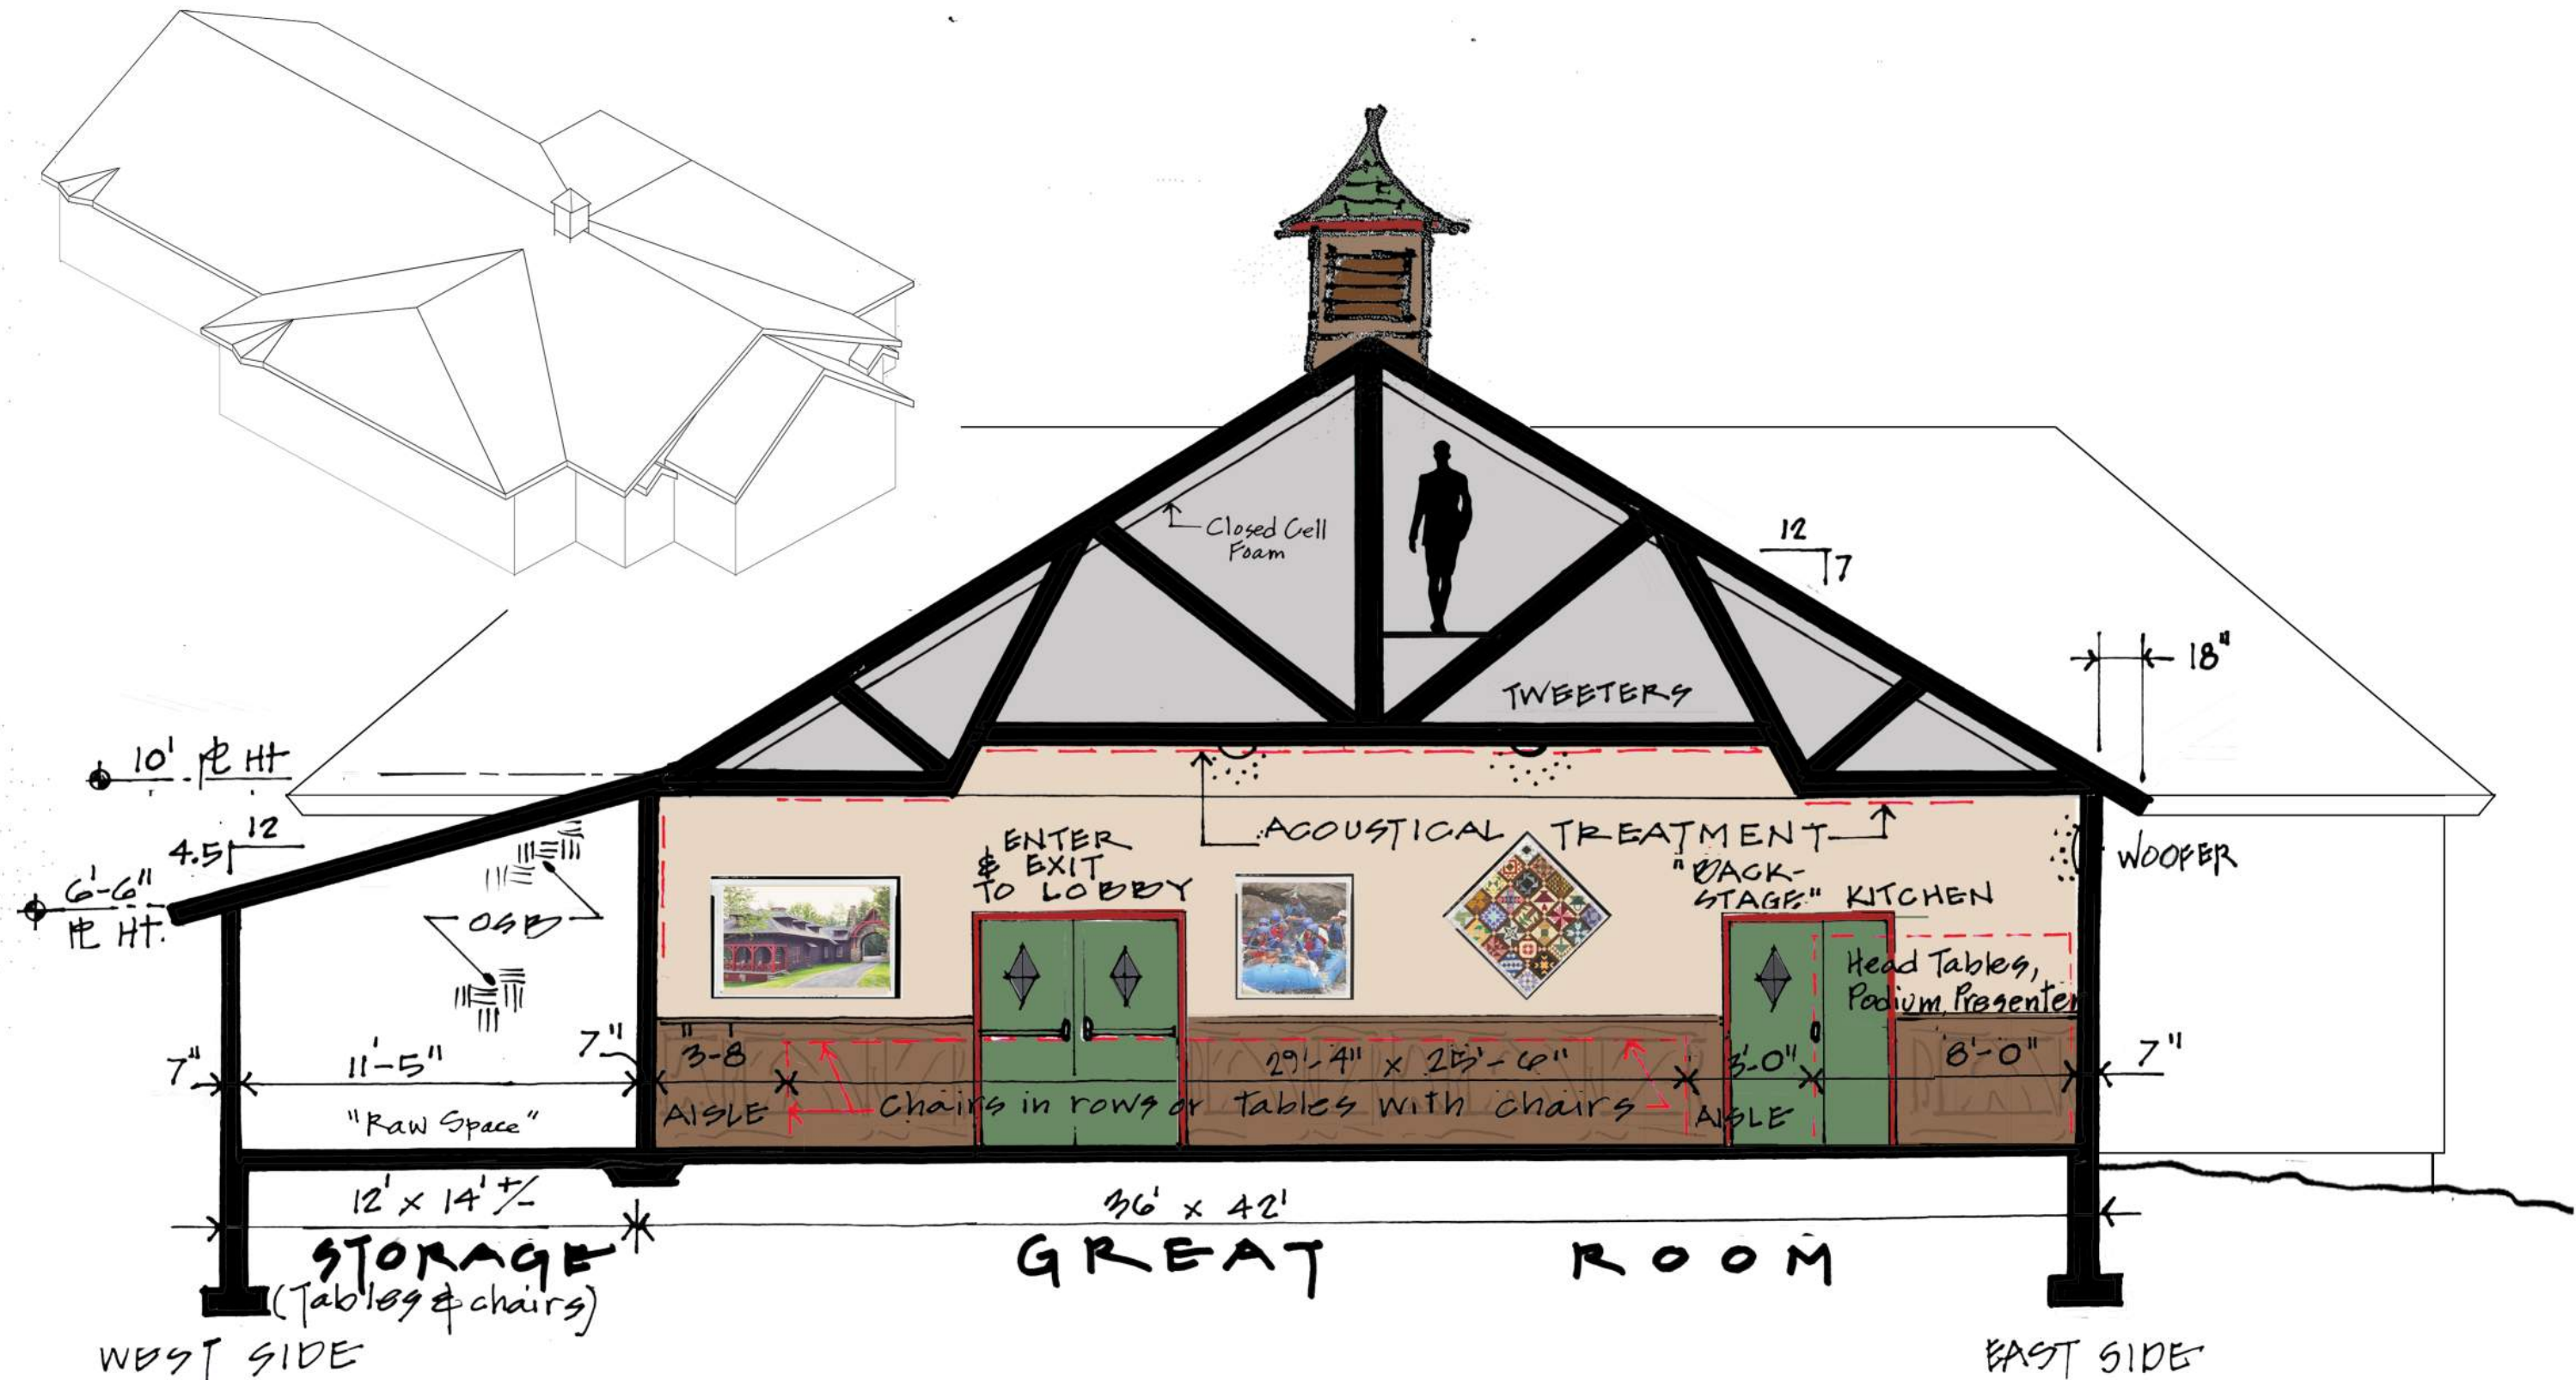 Closed Cell
Foam
12
7
18"
TWEETERS
10' PL Ht
12
4.5
6'-6"
PL Ht.
OSB
ENTER
& EXIT
TO LOBBY
ACOUSTICAL TREATMENT
"BACK-
STAGE"
KITCHEN
WOOFER
Head Tables,
Podium, Presenter
7"
11'-5"
7"
3-8
29'-4" x 25'-6"
3'-0"
8'-0"
7"
"Raw Space"
AISLE
Chairs in rows or tables with chairs
AISLE
12' x 14' +/-
36' x 42'
STORAGE
(Tables & chairs)
GREAT ROOM
WEST SIDE
EAST SIDE